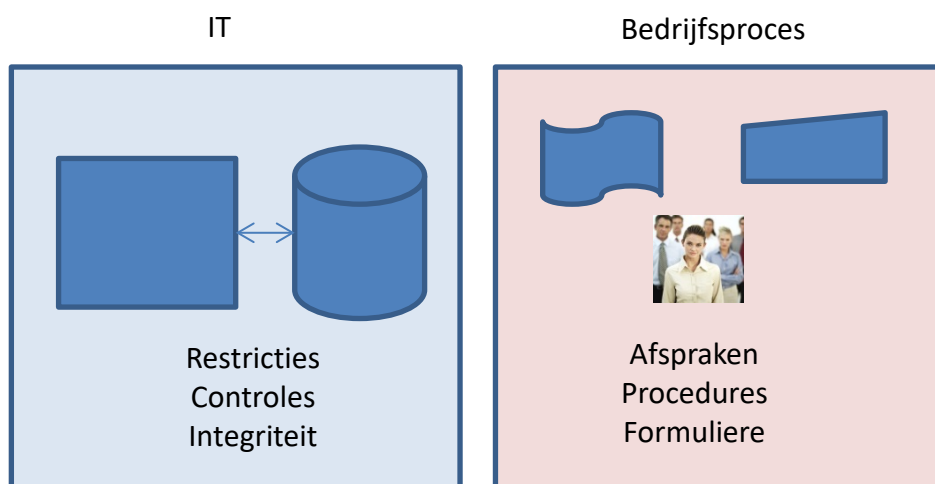 IT
Bedrijfsproces
Restricties
Controles
Integriteit
Afspraken
Procedures
Formuliere